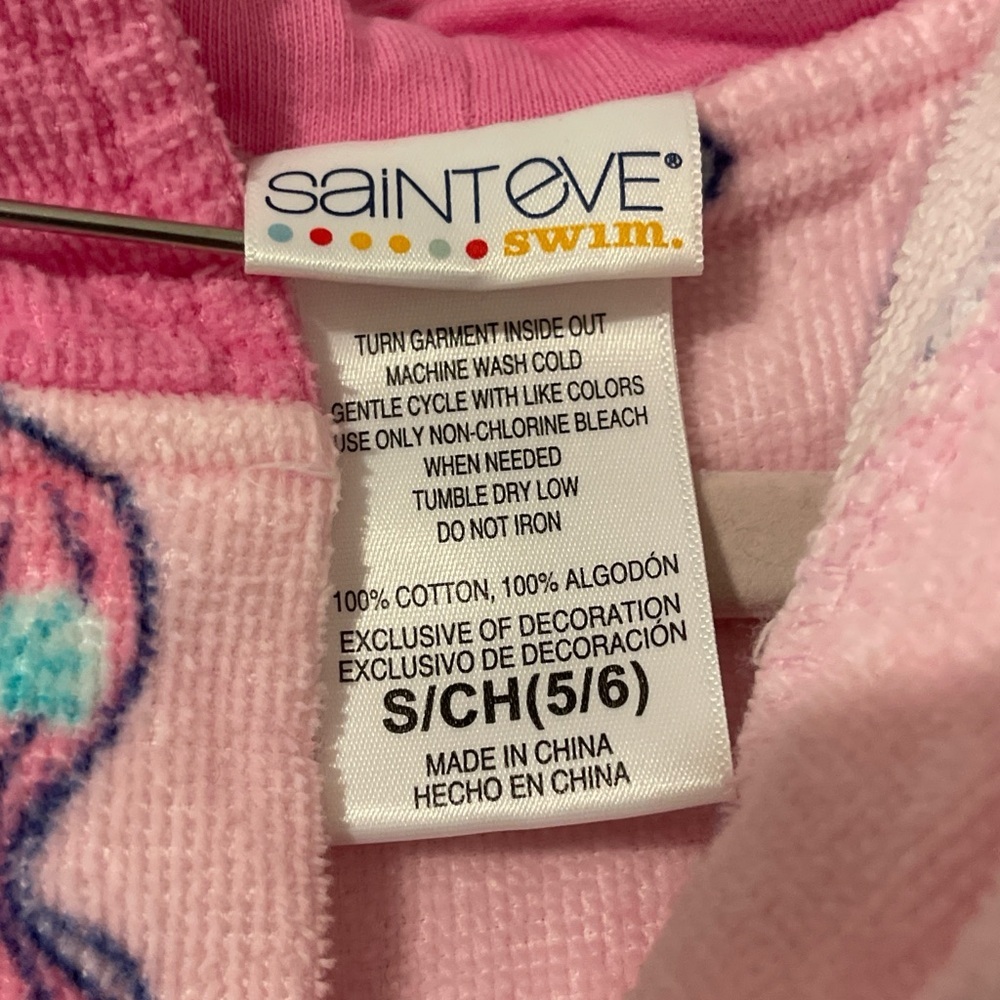 SaiNT eVE®
swim.
TURN GARMENT INSIDE OUT
MACHINE WASH COLD
GENTLE CYCLE WITH LIKE COLORS
USE ONLY NON-CHLORINE BLEACH
WHEN NEEDED
TUMBLE DRY LOW
DO NOT IRON
100% COTTON, 100% ALGODÓN
EXCLUSIVE OF DECORATION
EXCLUSIVO DE DECORACIÓN
S/CH(5/6)
MADE IN CHINA
HECHO EN CHINA